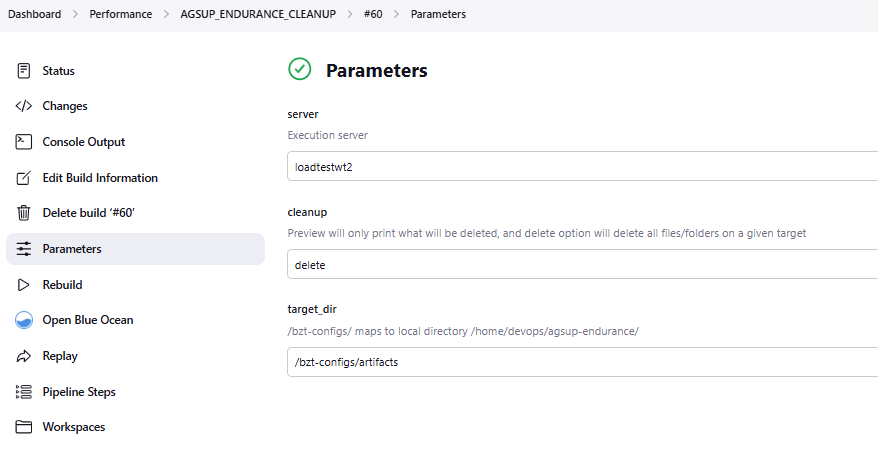 Dashboard > Performance > AGSUP_ENDURANCE_CLEANUP > #60 > Parameters
Status
Changes
Console Output
Edit Build Information
Delete build ‘#60’
Parameters
Rebuild
Open Blue Ocean
Replay
Pipeline Steps
Workspaces
Parameters
server
Execution server
loadtestwt2
cleanup
Preview will only print what will be deleted, and delete option will delete all files/folders on a given target
delete
target_dir
/bzt-configs/ maps to local directory /home/devops/agsup-endurance/
/bzt-configs/artifacts